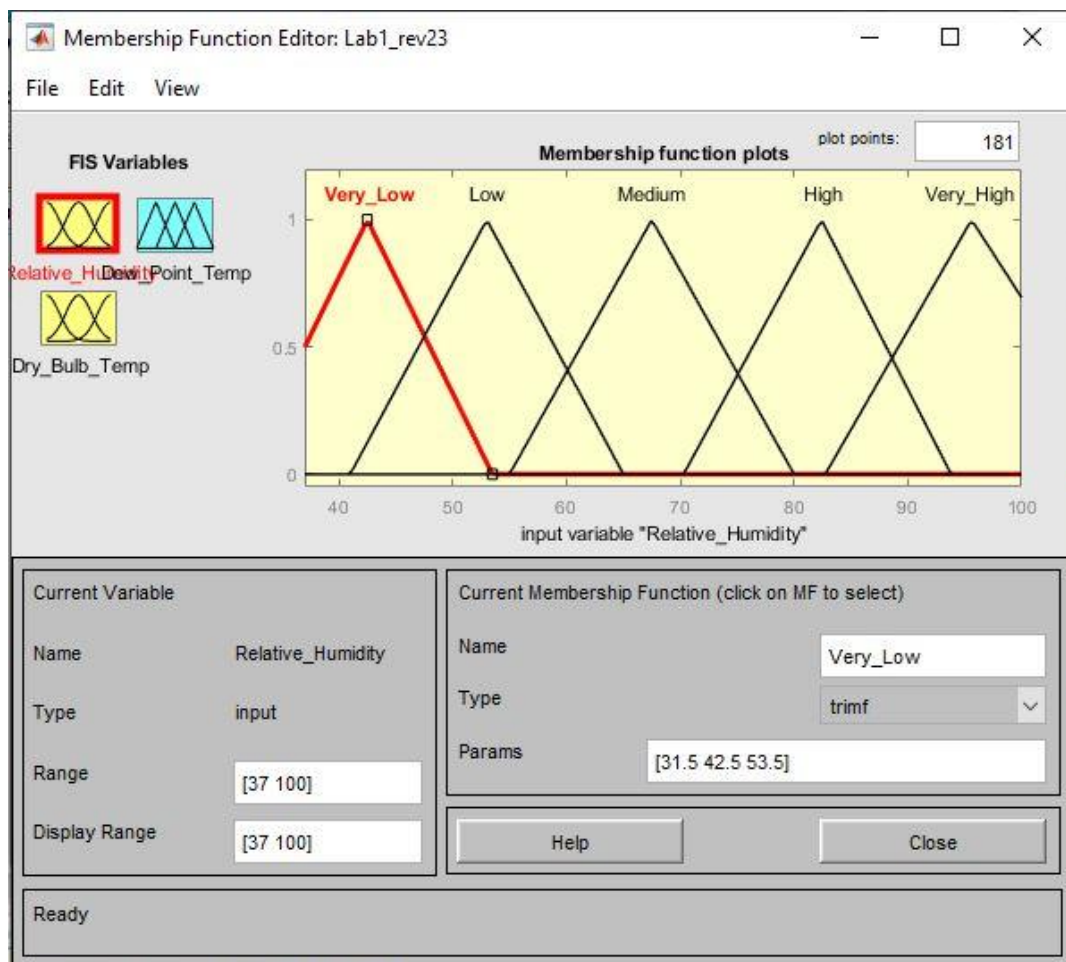 Membership Function Editor: Lab1_rev23
File Edit View
FIS Variables
Membership function plots
plot points: 181
Relative_Humidity
Dew_Point_Temp
Dry_Bulb_Temp
Very_Low Low Medium High Very_High
1
0.5
0
40 50 60 70 80 90 100
input variable "Relative_Humidity"
Current Variable
Name Relative_Humidity
Type input
Range [37 100]
Display Range [37 100]
Current Membership Function (click on MF to select)
Name Very_Low
Type trimf
Params [31.5 42.5 53.5]
Help Close
Ready